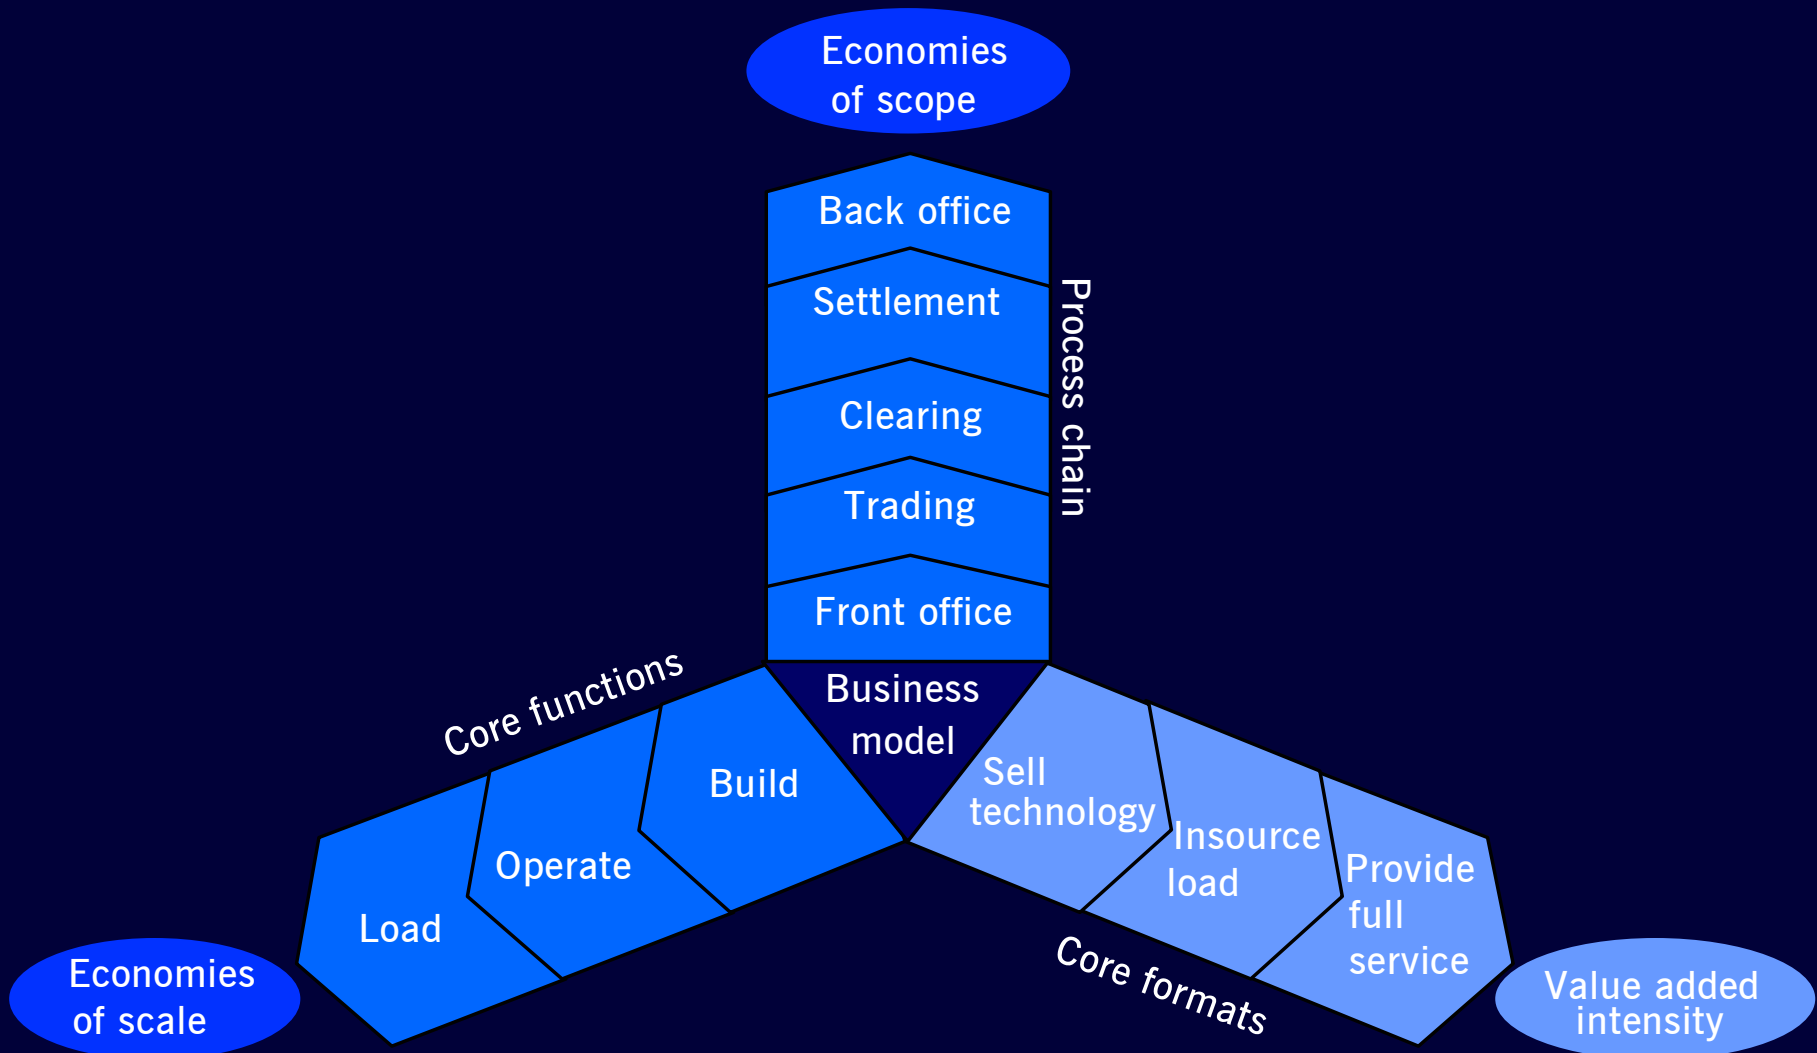 Economies
of scope
Back office
Settlement
Process chain
Clearing
Trading
Front office
Core functions
Business
model
Build
Operate
Load
Economies
of scale
Sell
technology
Insource
load
Provide
full
service
Core formats
Value added
intensity